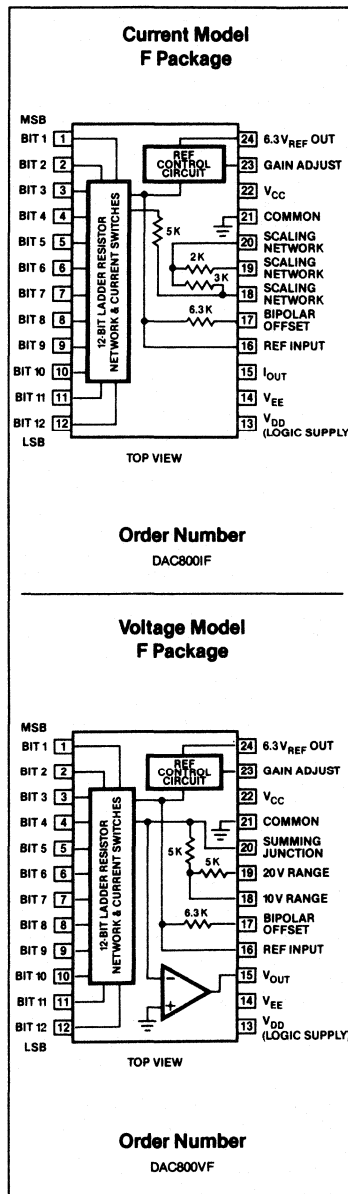 Current Model
F Package
MSB
BIT 1 1
BIT 2 2
BIT 3 3
BIT 4 4
BIT 5 5
BIT 6 6
BIT 7 7
BIT 8 8
BIT 9 9
BIT 10 10
BIT 11 11
BIT 12 12
LSB
12-BIT LADDER RESISTOR
NETWORK & CURRENT SWITCHES
REF
CONTROL
CIRCUIT
5K
2K
3K
6.3K
24 6.3VREF OUT
23 GAIN ADJUST
22 VCC
21 COMMON
20 SCALING
NETWORK
19 SCALING
NETWORK
18 SCALING
NETWORK
17 BIPOLAR
OFFSET
16 REF INPUT
15 IOUT
14 VEE
13 VDD
(LOGIC SUPPLY)
TOP VIEW
Order Number
DAC800IF
Voltage Model
F Package
MSB
BIT 1 1
BIT 2 2
BIT 3 3
BIT 4 4
BIT 5 5
BIT 6 6
BIT 7 7
BIT 8 8
BIT 9 9
BIT 10 10
BIT 11 11
BIT 12 12
LSB
12-BIT LADDER RESISTOR
NETWORK & CURRENT SWITCHES
REF
CONTROL
CIRCUIT
5K
5K
6.3K
−
+
24 6.3VREF OUT
23 GAIN ADJUST
22 VCC
21 COMMON
20 SUMMING
JUNCTION
19 20V RANGE
18 10V RANGE
17 BIPOLAR
OFFSET
16 REF INPUT
15 VOUT
14 VEE
13 VDD
(LOGIC SUPPLY)
TOP VIEW
Order Number
DAC800VF